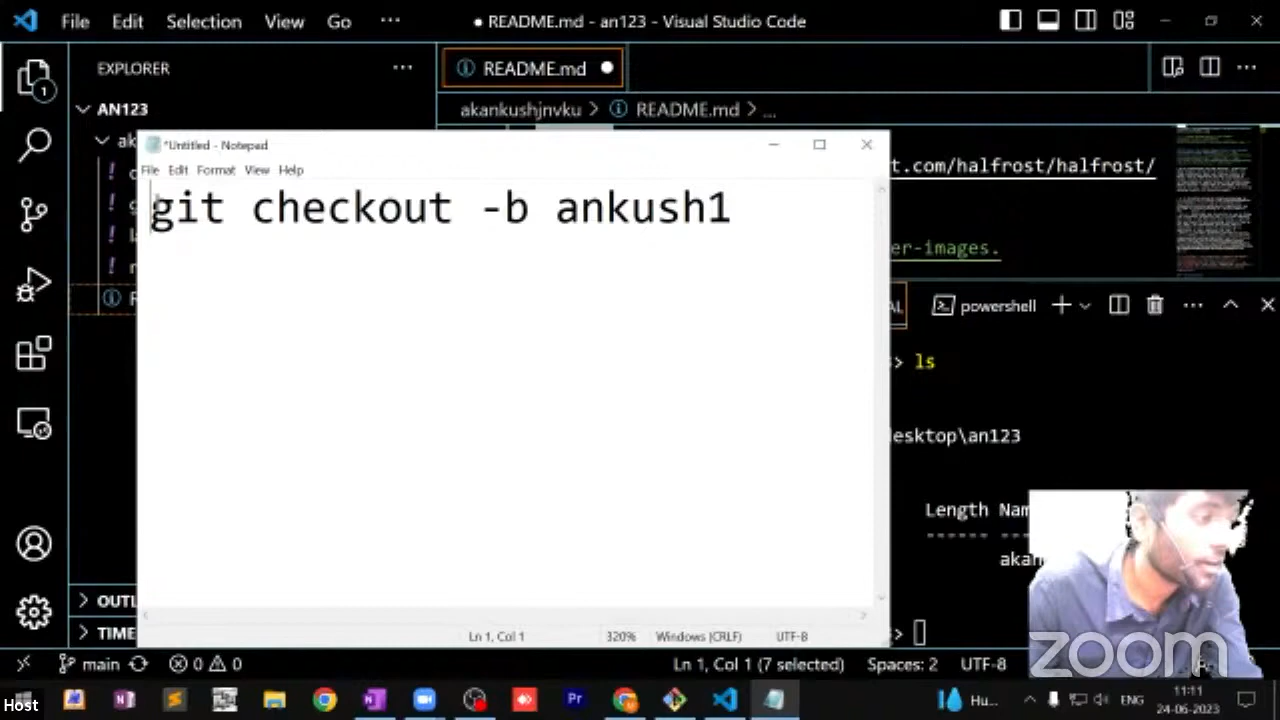 File Edit Selection View Go ··· ● README.md - an123 - Visual Studio Code
EXPLORER ···
README.md ●
AN123
akankushjnvku > README.md > ...
ak
*Untitled - Notepad
File Edit Format View Help
git checkout -b ankush1
t.com/halfrost/halfrost/
er-images.
powershell
> ls
esktop\an123
Length Nam
------ ---
akan
OUTL
TIME
Ln 1, Col 1 320% Windows (CRLF) UTF-8
>
main 0 0 Ln 1, Col 1 (7 selected) Spaces: 2 UTF-8
zoom
Host
Hu... ENG 11:11
24-06-2023